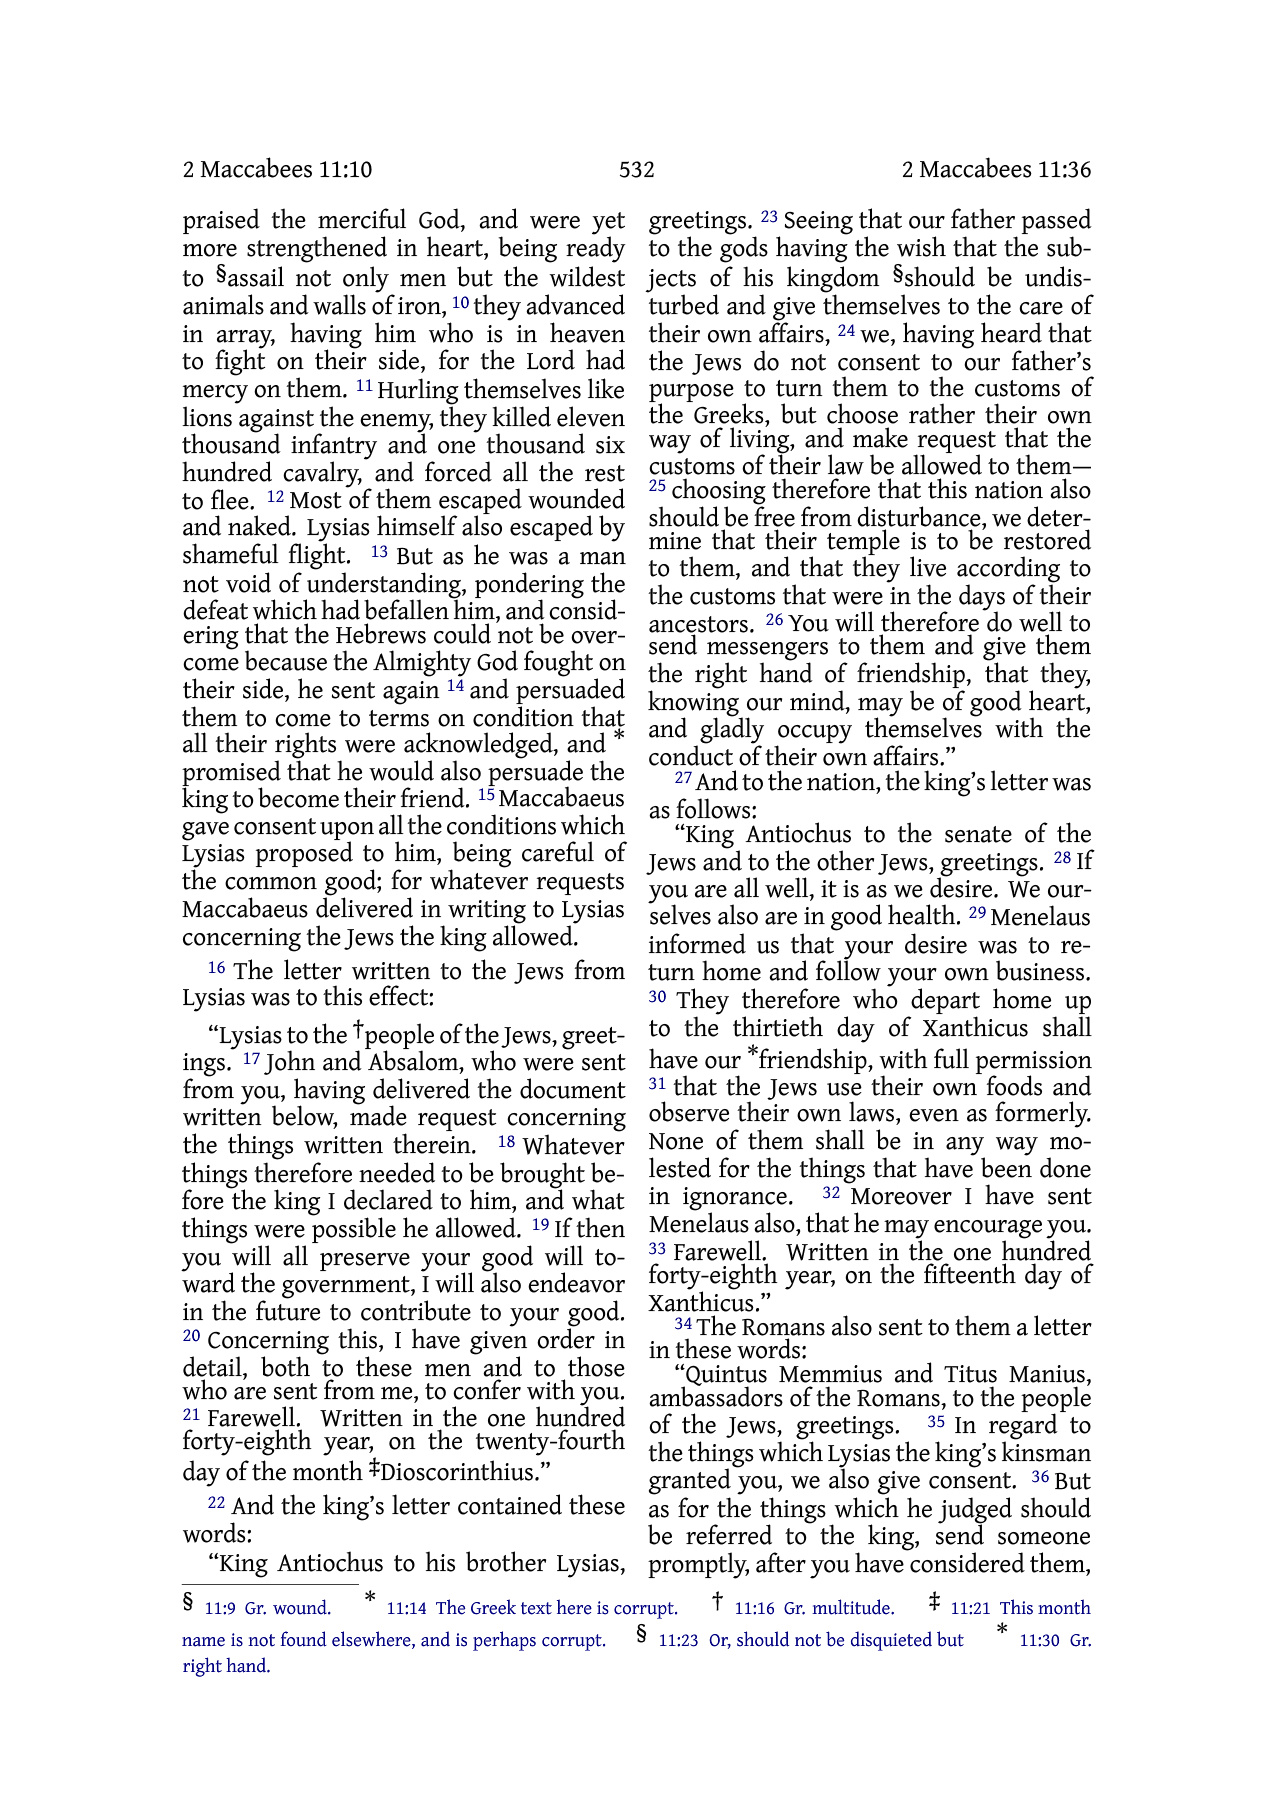 2 Maccabees 11:10 532 2 Maccabees 11:36
praised the merciful God, and were yet
more strengthened in heart, being ready
to §assail not only men but the wildest
animals and walls of iron, 10 they advanced
in array, having him who is in heaven
to fight on their side, for the Lord had
mercy on them. 11 Hurling themselves like
lions against the enemy, they killed eleven
thousand infantry and one thousand six
hundred cavalry, and forced all the rest
to flee. 12 Most of them escaped wounded
and naked. Lysias himself also escaped by
shameful flight. 13 But as he was a man
not void of understanding, pondering the
defeat which had befallen him, and consid-
ering that the Hebrews could not be over-
come because the Almighty God fought on
their side, he sent again 14 and persuaded
them to come to terms on condition that
all their rights were acknowledged, and *
promised that he would also persuade the
king to become their friend. 15 Maccabaeus
gave consent upon all the conditions which
Lysias proposed to him, being careful of
the common good; for whatever requests
Maccabaeus delivered in writing to Lysias
concerning the Jews the king allowed.
16 The letter written to the Jews from
Lysias was to this effect:
“Lysias to the †people of the Jews, greet-
ings. 17 John and Absalom, who were sent
from you, having delivered the document
written below, made request concerning
the things written therein. 18 Whatever
things therefore needed to be brought be-
fore the king I declared to him, and what
things were possible he allowed. 19 If then
you will all preserve your good will to-
ward the government, I will also endeavor
in the future to contribute to your good.
20 Concerning this, I have given order in
detail, both to these men and to those
who are sent from me, to confer with you.
21 Farewell. Written in the one hundred
forty-eighth year, on the twenty-fourth
day of the month ‡Dioscorinthius.”
22 And the king’s letter contained these
words:
“King Antiochus to his brother Lysias,
greetings. 23 Seeing that our father passed
to the gods having the wish that the sub-
jects of his kingdom §should be undis-
turbed and give themselves to the care of
their own affairs, 24 we, having heard that
the Jews do not consent to our father’s
purpose to turn them to the customs of
the Greeks, but choose rather their own
way of living, and make request that the
customs of their law be allowed to them—
25 choosing therefore that this nation also
should be free from disturbance, we deter-
mine that their temple is to be restored
to them, and that they live according to
the customs that were in the days of their
ancestors. 26 You will therefore do well to
send messengers to them and give them
the right hand of friendship, that they,
knowing our mind, may be of good heart,
and gladly occupy themselves with the
conduct of their own affairs.”
27 And to the nation, the king’s letter was
as follows:
“King Antiochus to the senate of the
Jews and to the other Jews, greetings. 28 If
you are all well, it is as we desire. We our-
selves also are in good health. 29 Menelaus
informed us that your desire was to re-
turn home and follow your own business.
30 They therefore who depart home up
to the thirtieth day of Xanthicus shall
have our *friendship, with full permission
31 that the Jews use their own foods and
observe their own laws, even as formerly.
None of them shall be in any way mo-
lested for the things that have been done
in ignorance. 32 Moreover I have sent
Menelaus also, that he may encourage you.
33 Farewell. Written in the one hundred
forty-eighth year, on the fifteenth day of
Xanthicus.”
34 The Romans also sent to them a letter
in these words:
“Quintus Memmius and Titus Manius,
ambassadors of the Romans, to the people
of the Jews, greetings. 35 In regard to
the things which Lysias the king’s kinsman
granted you, we also give consent. 36 But
as for the things which he judged should
be referred to the king, send someone
promptly, after you have considered them,
§ 11:9 Gr. wound. * 11:14 The Greek text here is corrupt. † 11:16 Gr. multitude. ‡ 11:21 This month
name is not found elsewhere, and is perhaps corrupt. § 11:23 Or, should not be disquieted but * 11:30 Gr.
right hand.